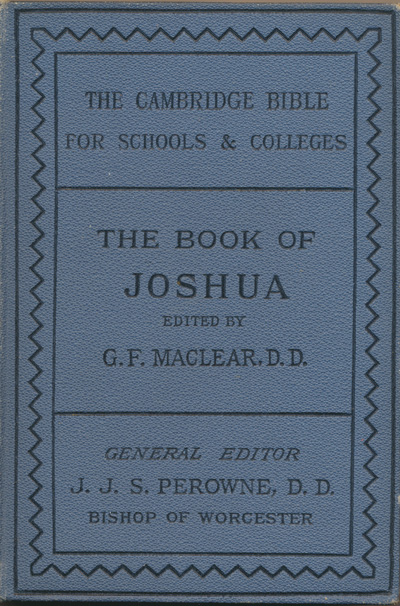 THE CAMBRIDGE BIBLE
FOR SCHOOLS & COLLEGES
THE BOOK OF
JOSHUA
EDITED BY
G. F. MACLEAR, D. D.
GENERAL EDITOR
J. J. S. PEROWNE, D. D.
BISHOP OF WORCESTER